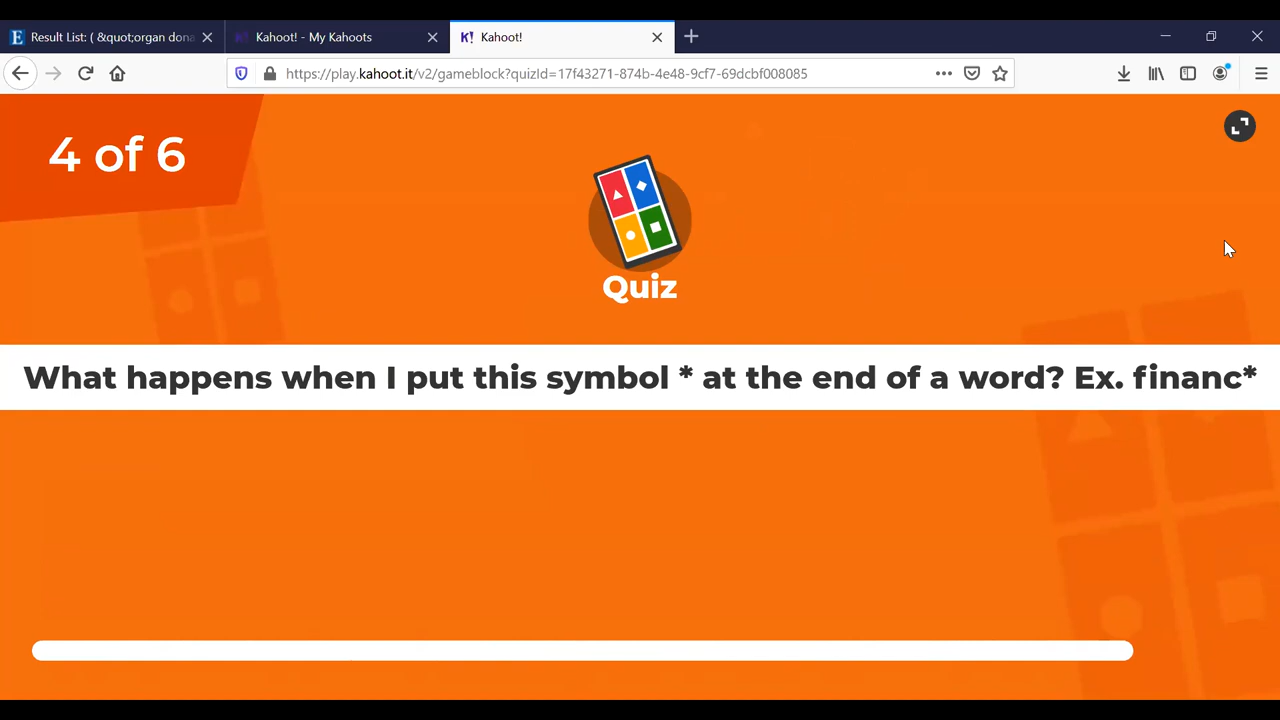 Result List: ( &quot;organ dona
Kahoot! - My Kahoots
K! Kahoot!
https://play.kahoot.it/v2/gameblock?quizId=17f43271-874b-4e48-9cf7-69dcbf008085
4 of 6
Quiz
What happens when I put this symbol * at the end of a word? Ex. financ*